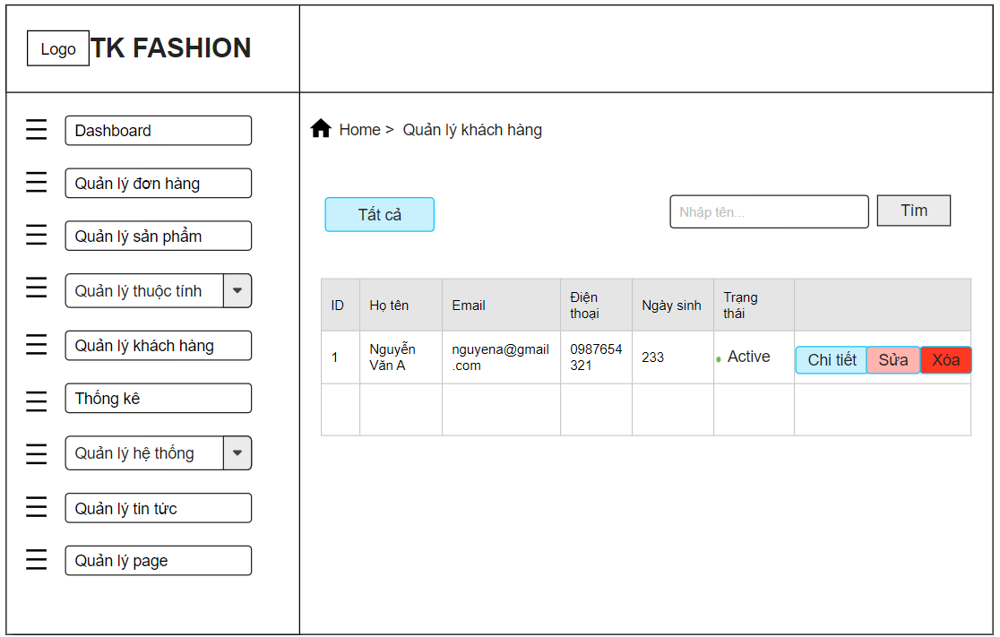 Logo TK FASHION
Dashboard
Quản lý đơn hàng
Quản lý sản phẩm
Quản lý thuộc tính
Quản lý khách hàng
Thống kê
Quản lý hệ thống
Quản lý tin tức
Quản lý page
Home > Quản lý khách hàng
Tất cả
Nhập tên...
Tìm
ID
Họ tên
Email
Điện
thoại
Ngày sinh
Trạng
thái
1
Nguyễn
Văn A
nguyena@gmail
.com
0987654
321
233
Active
Chi tiết
Sửa
Xóa